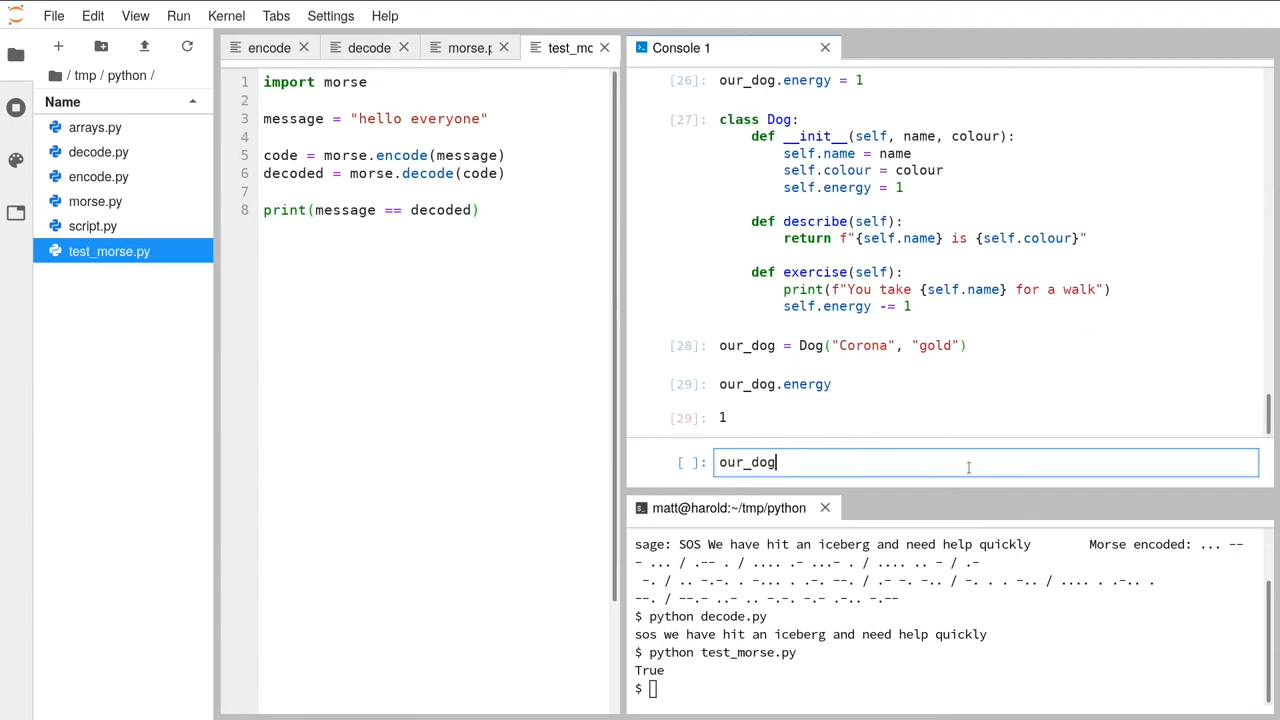 File Edit View Run Kernel Tabs Settings Help
/ tmp / python /
Name
arrays.py
decode.py
encode.py
morse.py
script.py
test_morse.py
encode decode morse.p test_mo
1 import morse
2
3 message = "hello everyone"
4
5 code = morse.encode(message)
6 decoded = morse.decode(code)
7
8 print(message == decoded)
Console 1
[26]: our_dog.energy = 1
[27]: class Dog:
def __init__(self, name, colour):
self.name = name
self.colour = colour
self.energy = 1
def describe(self):
return f"{self.name} is {self.colour}"
def exercise(self):
print(f"You take {self.name} for a walk")
self.energy -= 1
[28]: our_dog = Dog("Corona", "gold")
[29]: our_dog.energy
[29]: 1
[ ]: our_dog
matt@harold:~/tmp/python
sage: SOS We have hit an iceberg and need help quickly Morse encoded: ... --
- ... / .-- . / .... .- ...- . / .... .. - / .-
-. / .. -.-. . -... . .-. --. / .- -. -.. / -. . . -.. / .... . .-.. .
--. / --.- ..- .. -.-. -.- .-.. -.--
$ python decode.py
sos we have hit an iceberg and need help quickly
$ python test_morse.py
True
$